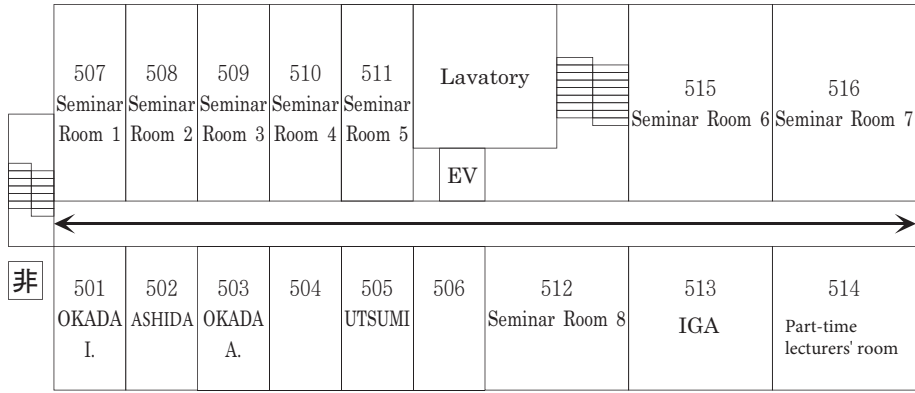 507
Seminar
Room 1
508
Seminar
Room 2
509
Seminar
Room 3
510
Seminar
Room 4
511
Seminar
Room 5
Lavatory
EV
515
Seminar Room 6
516
Seminar Room 7
非
501
OKADA
I.
502
ASHIDA
503
OKADA
A.
504
505
UTSUMI
506
512
Seminar Room 8
513
IGA
514
Part-time
lecturers' room